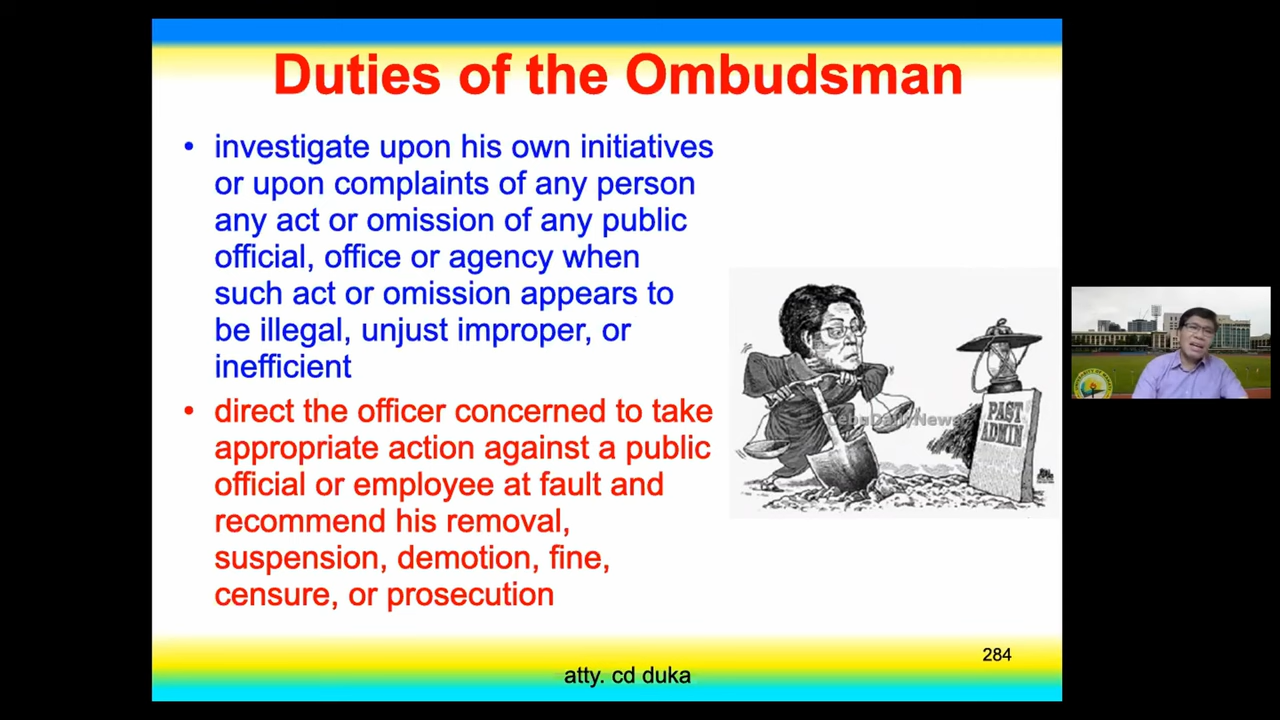 Duties of the Ombudsman
• investigate upon his own initiatives
or upon complaints of any person
any act or omission of any public
official, office or agency when
such act or omission appears to
be illegal, unjust improper, or
inefficient
• direct the officer concerned to take
appropriate action against a public
official or employee at fault and
recommend his removal,
suspension, demotion, fine,
censure, or prosecution
PAST
ADMIN
CebuDailyNews
284
atty. cd duka